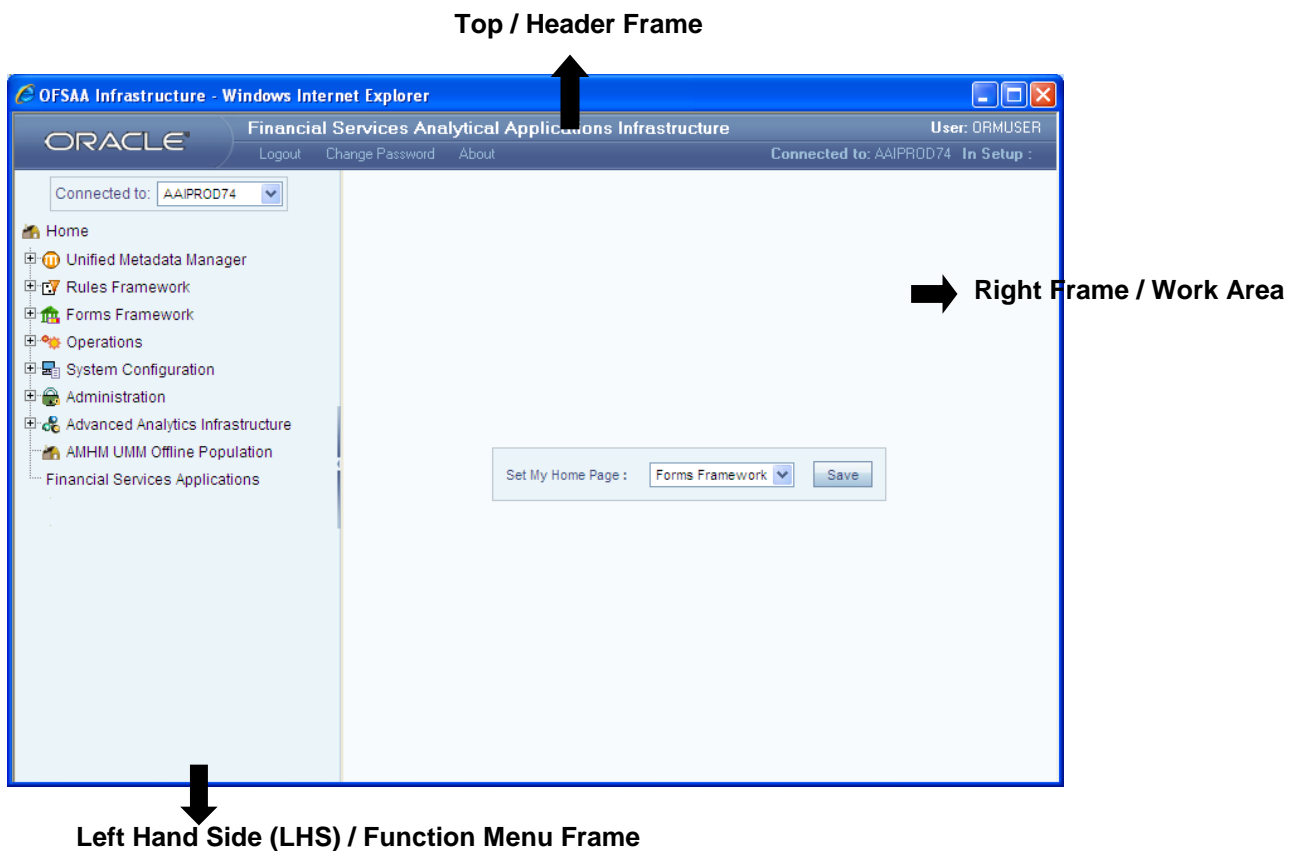 Top / Header Frame
OFSAA Infrastructure - Windows Internet Explorer
ORACLE
Financial Services Analytical Applications Infrastructure
User: ORMUSER
Logout Change Password About
Connected to: AAIPROD74 In Setup :
Connected to: AAIPROD74
Home
Unified Metadata Manager
Rules Framework
Forms Framework
Operations
System Configuration
Administration
Advanced Analytics Infrastructure
AMHM UMM Offline Population
Financial Services Applications
Right Frame / Work Area
Set My Home Page : Forms Framework Save
Left Hand Side (LHS) / Function Menu Frame